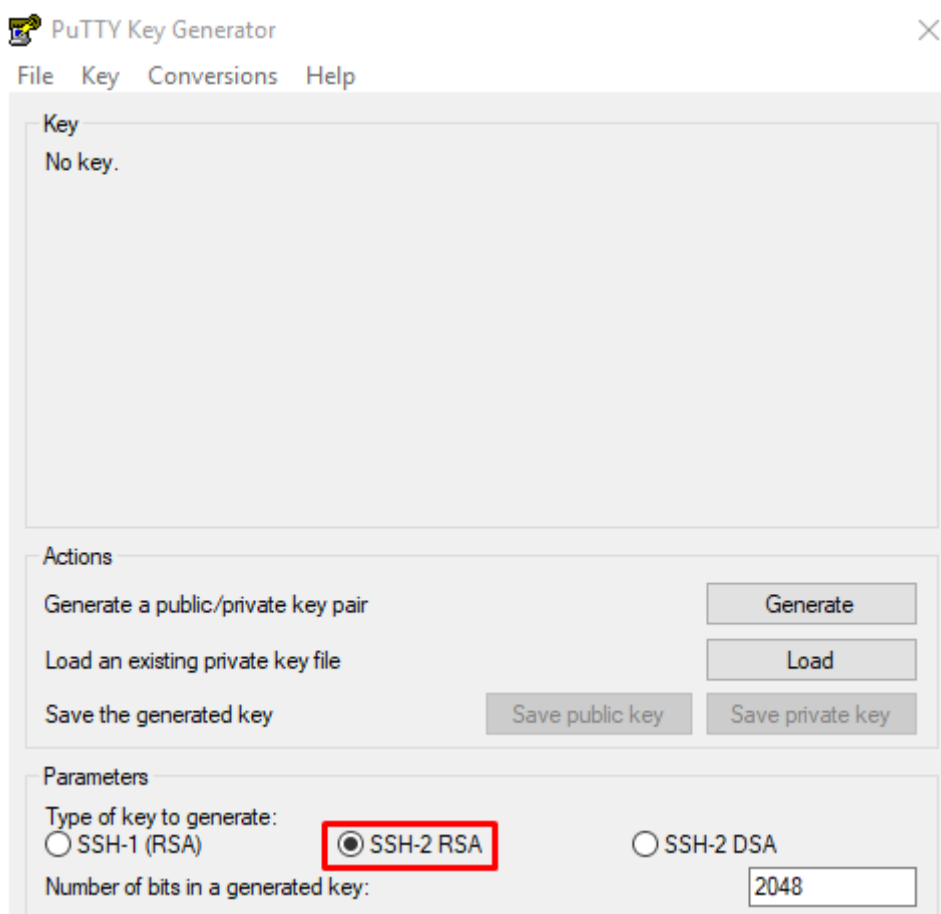 PuTTY Key Generator
File Key Conversions Help
Key
No key.
Actions
Generate a public/private key pair Generate
Load an existing private key file Load
Save the generated key Save public key Save private key
Parameters
Type of key to generate:
SSH-1 (RSA) SSH-2 RSA SSH-2 DSA
Number of bits in a generated key: 2048